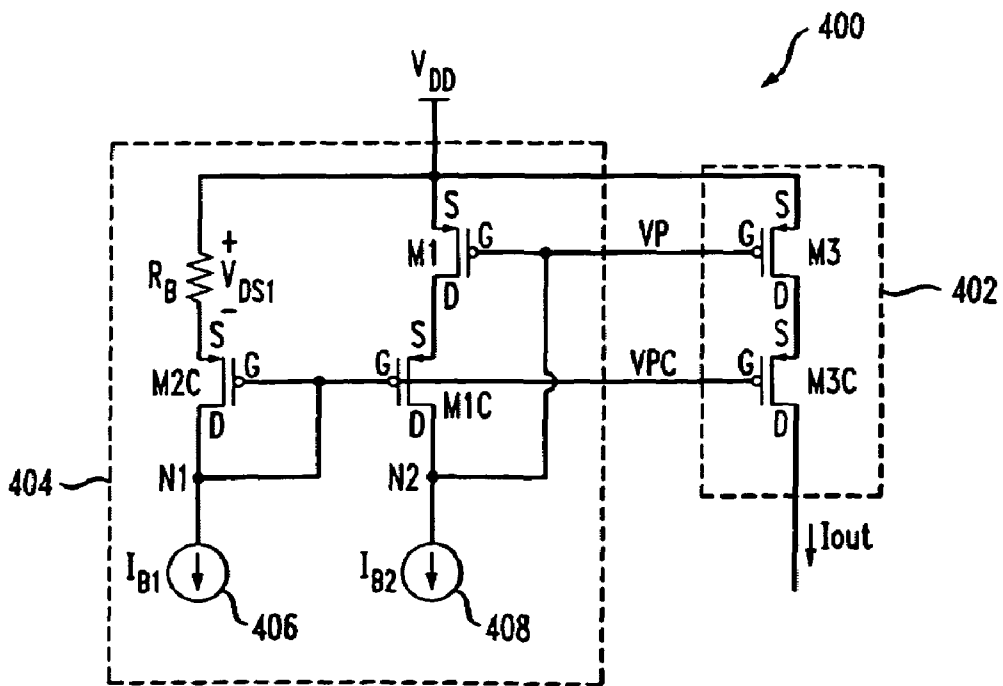 400
V_DD
S
G
M1
D
VP
S
G
M3
D
402
R_B
+
V_DS1
-
S
G
M2C
D
S
G
M1C
D
VPC
S
G
M3C
D
404
N1
N2
I_B1
406
I_B2
408
Iout